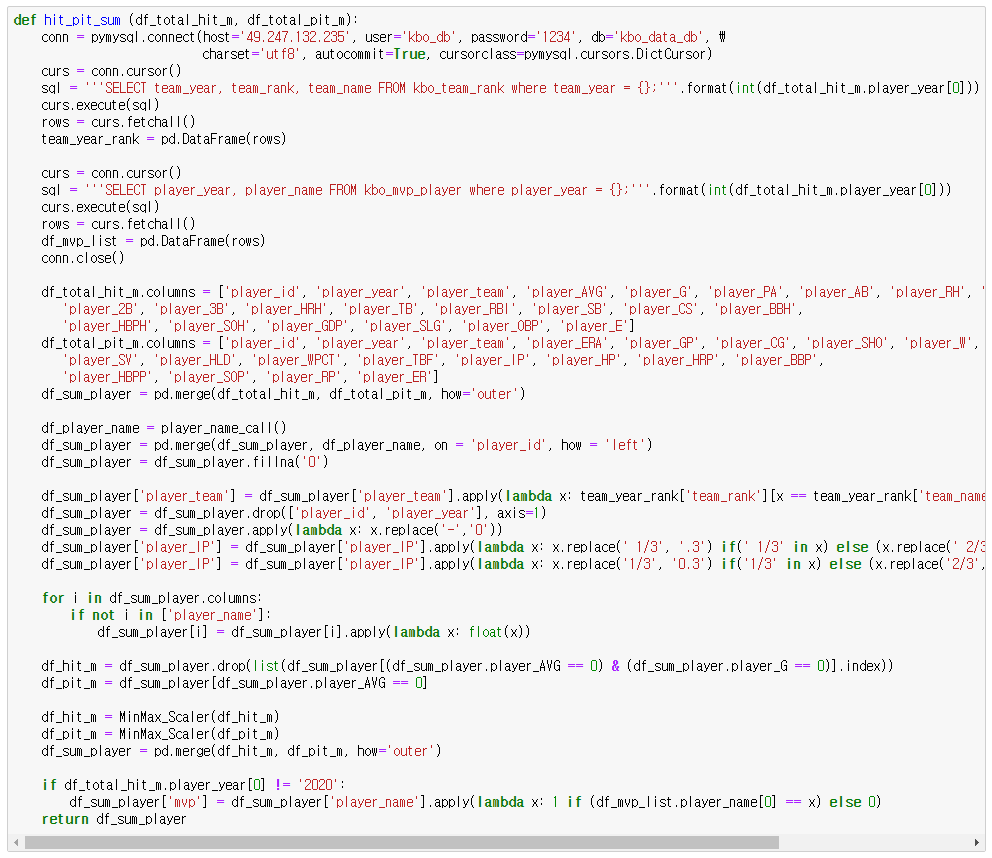 def hit_pit_sum (df_total_hit_m, df_total_pit_m):
    conn = pymysql.connect(host='49.247.132.235', user='kbo_db', password='1234', db='kbo_data_db', ₩
                           charset='utf8', autocommit=True, cursorclass=pymysql.cursors.DictCursor)
    curs = conn.cursor()
    sql = '''SELECT team_year, team_rank, team_name FROM kbo_team_rank where team_year = {};'''.format(int(df_total_hit_m.player_year[0]))
    curs.execute(sql)
    rows = curs.fetchall()
    team_year_rank = pd.DataFrame(rows)

    curs = conn.cursor()
    sql = '''SELECT player_year, player_name FROM kbo_mvp_player where player_year = {};'''.format(int(df_total_hit_m.player_year[0]))
    curs.execute(sql)
    rows = curs.fetchall()
    df_mvp_list = pd.DataFrame(rows)
    conn.close()

    df_total_hit_m.columns = ['player_id', 'player_year', 'player_team', 'player_AVG', 'player_G', 'player_PA', 'player_AB', 'player_RH', '
       'player_2B', 'player_3B', 'player_HRH', 'player_TB', 'player_RBI', 'player_SB', 'player_CS', 'player_BBH',
       'player_HBPH', 'player_SOH', 'player_GDP', 'player_SLG', 'player_OBP', 'player_E']
    df_total_pit_m.columns = ['player_id', 'player_year', 'player_team', 'player_ERA', 'player_GP', 'player_CG', 'player_SHO', 'player_W',
       'player_SV', 'player_HLD', 'player_WPCT', 'player_TBF', 'player_IP', 'player_HP', 'player_HRP', 'player_BBP',
       'player_HBPP', 'player_SOP', 'player_RP', 'player_ER']
    df_sum_player = pd.merge(df_total_hit_m, df_total_pit_m, how='outer')

    df_player_name = player_name_call()
    df_sum_player = pd.merge(df_sum_player, df_player_name, on = 'player_id', how = 'left')
    df_sum_player = df_sum_player.fillna('0')

    df_sum_player['player_team'] = df_sum_player['player_team'].apply(lambda x: team_year_rank['team_rank'][x == team_year_rank['team_name
    df_sum_player = df_sum_player.drop(['player_id', 'player_year'], axis=1)
    df_sum_player = df_sum_player.apply(lambda x: x.replace('-','0'))
    df_sum_player['player_IP'] = df_sum_player['player_IP'].apply(lambda x: x.replace(' 1/3', '.3') if(' 1/3' in x) else (x.replace(' 2/3
    df_sum_player['player_IP'] = df_sum_player['player_IP'].apply(lambda x: x.replace('1/3', '0.3') if('1/3' in x) else (x.replace('2/3',

    for i in df_sum_player.columns:
        if not i in ['player_name']:
            df_sum_player[i] = df_sum_player[i].apply(lambda x: float(x))

    df_hit_m = df_sum_player.drop(list(df_sum_player[(df_sum_player.player_AVG == 0) & (df_sum_player.player_G == 0)].index))
    df_pit_m = df_sum_player[df_sum_player.player_AVG == 0]

    df_hit_m = MinMax_Scaler(df_hit_m)
    df_pit_m = MinMax_Scaler(df_pit_m)
    df_sum_player = pd.merge(df_hit_m, df_pit_m, how='outer')

    if df_total_hit_m.player_year[0] != '2020':
        df_sum_player['mvp'] = df_sum_player['player_name'].apply(lambda x: 1 if (df_mvp_list.player_name[0] == x) else 0)
    return df_sum_player